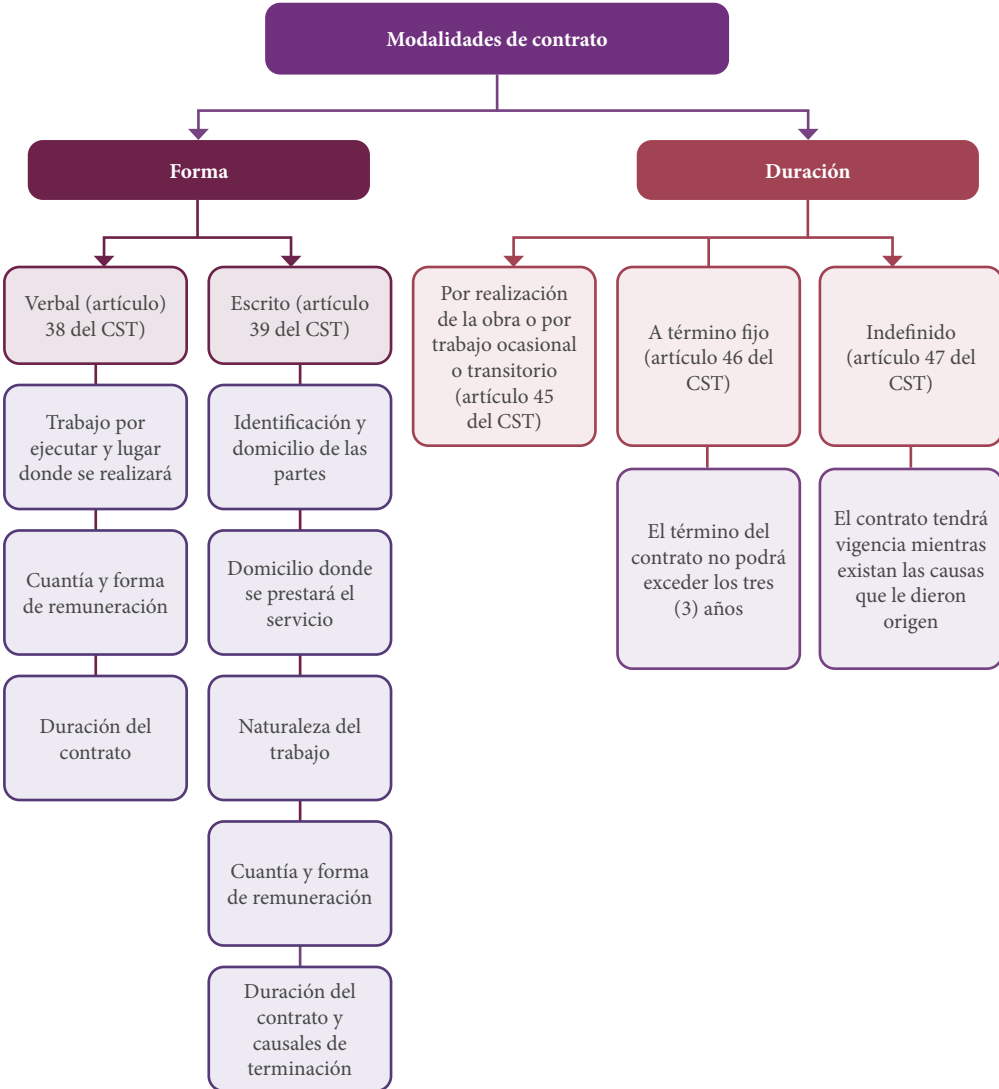 Modalidades de contrato
Forma
Verbal (artículo)
38 del CST)
Trabajo por
ejecutar y lugar
donde se realizará
Cuantía y forma
de remuneración
Duración del
contrato
Escrito (artículo
39 del CST)
Identificación y
domicilio de las
partes
Domicilio donde
se prestará el
servicio
Naturaleza del
trabajo
Cuantía y forma
de remuneración
Duración del
contrato y
causales de
terminación
Duración
Por realización
de la obra o por
trabajo ocasional
o transitorio
(artículo 45
del CST)
A término fijo
(artículo 46 del
CST)
El término del
contrato no podrá
exceder los tres
(3) años
Indefinido
(artículo 47 del
CST)
El contrato tendrá
vigencia mientras
existan las causas
que le dieron
origen